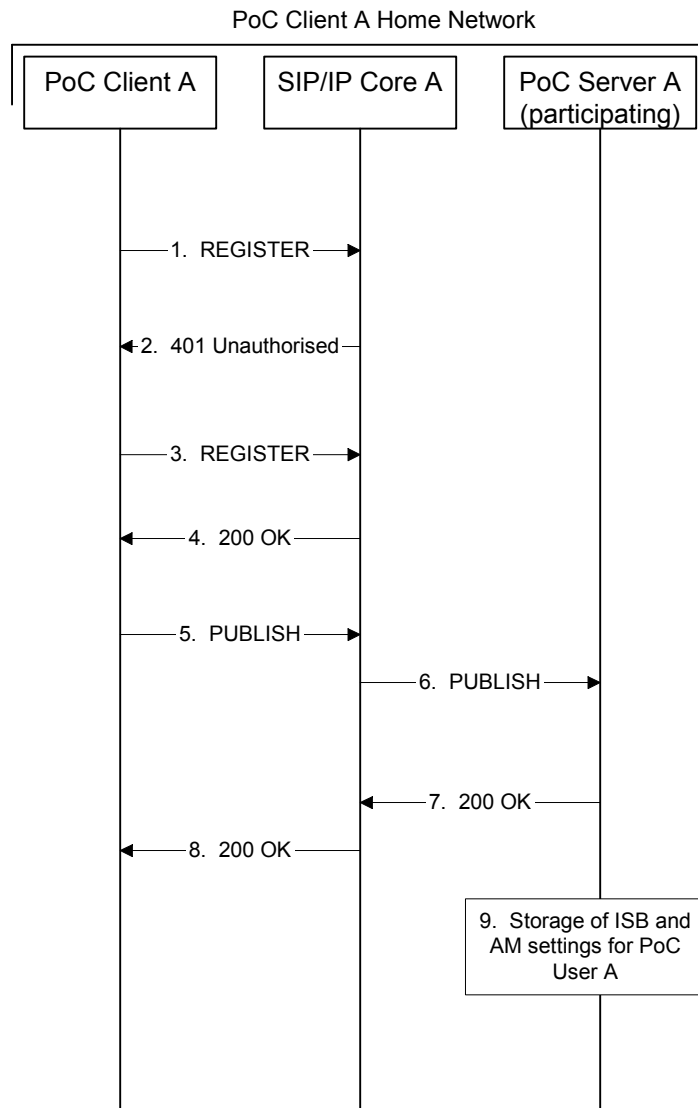 PoC Client A Home Network
PoC Client A
SIP/IP Core A
PoC Server A
(participating)
1. REGISTER
2. 401 Unauthorised
3. REGISTER
4. 200 OK
5. PUBLISH
6. PUBLISH
7. 200 OK
8. 200 OK
9. Storage of ISB and
AM settings for PoC
User A